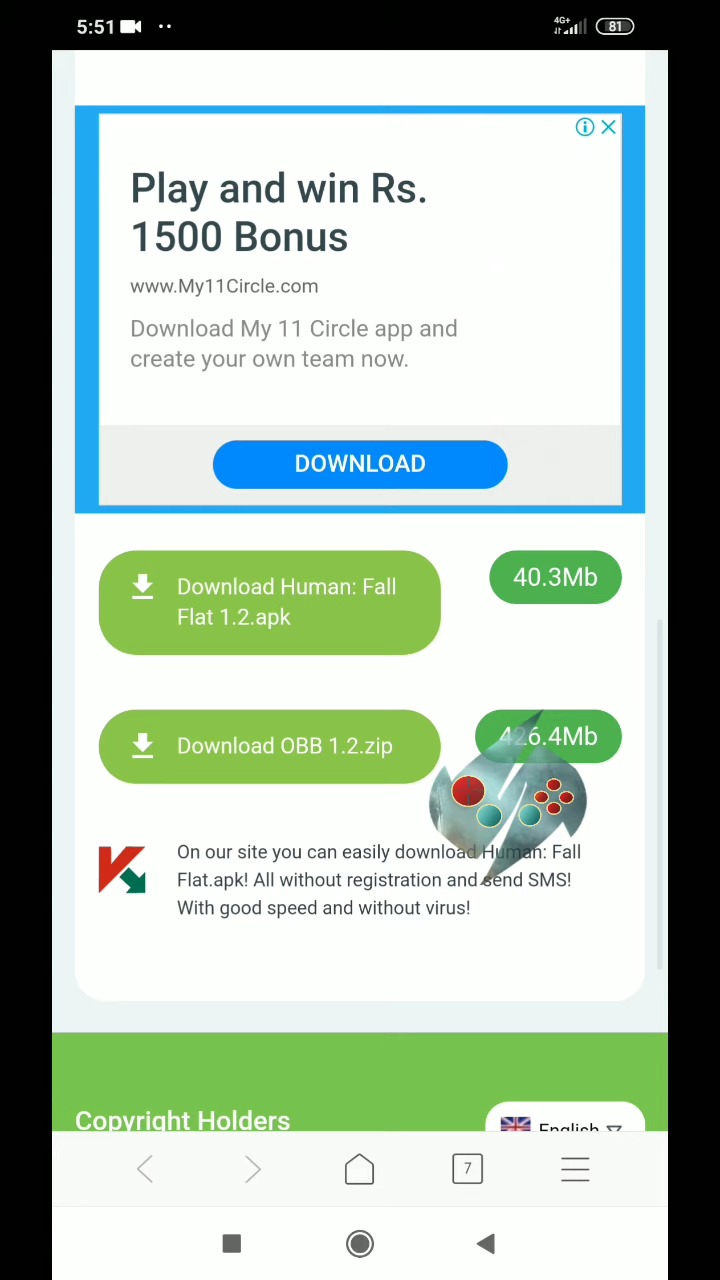 5:51
4G+
81
Play and win Rs.
1500 Bonus
www.My11Circle.com
Download My 11 Circle app and
create your own team now.
DOWNLOAD
Download Human: Fall
Flat 1.2.apk
40.3Mb
Download OBB 1.2.zip
426.4Mb
On our site you can easily download Human: Fall
Flat.apk! All without registration and send SMS!
With good speed and without virus!
Copyright Holders
English
7